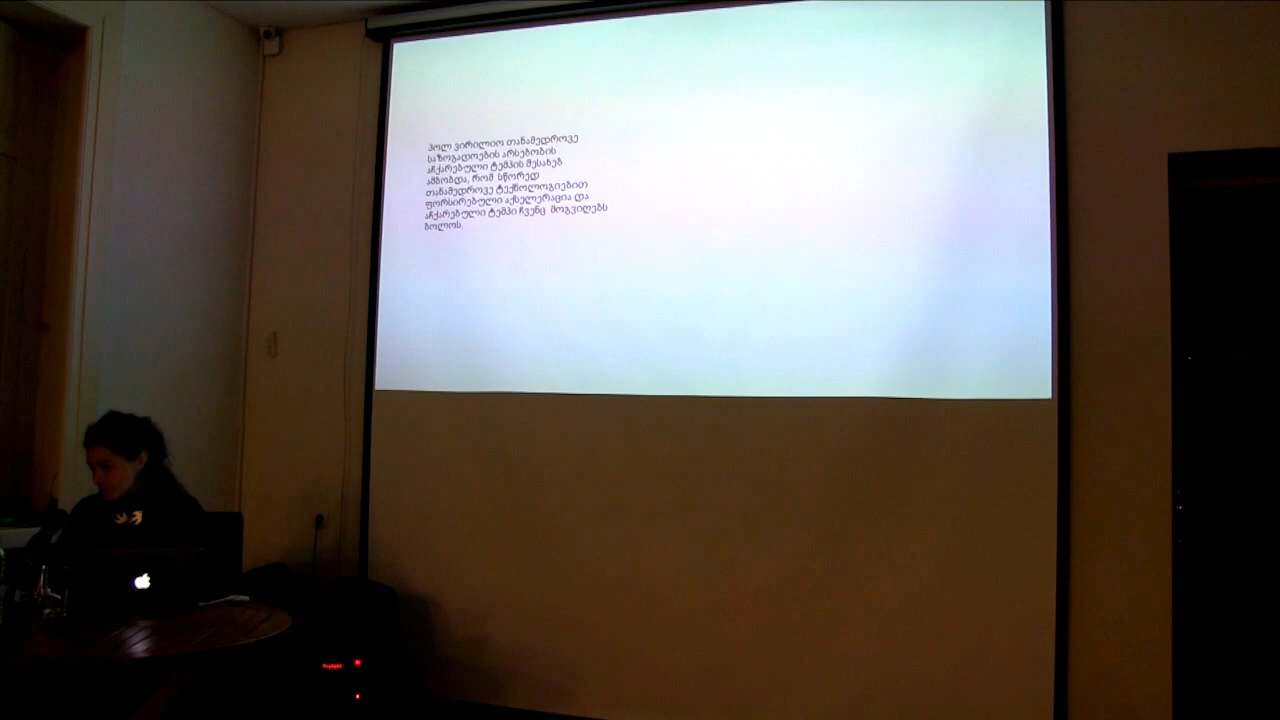 პოლ ვირილიო თანამედროვე
საზოგადოების არსებობის
აჩქარებული ტემპის შესახებ
ამბობდა, რომ სწორედ
თანამედროვე ტექნოლოგიებით
ფორსირებული აქსელერაცია და
აჩქარებული ტემპი ჩვენც მოგვიღებს
ბოლოს.